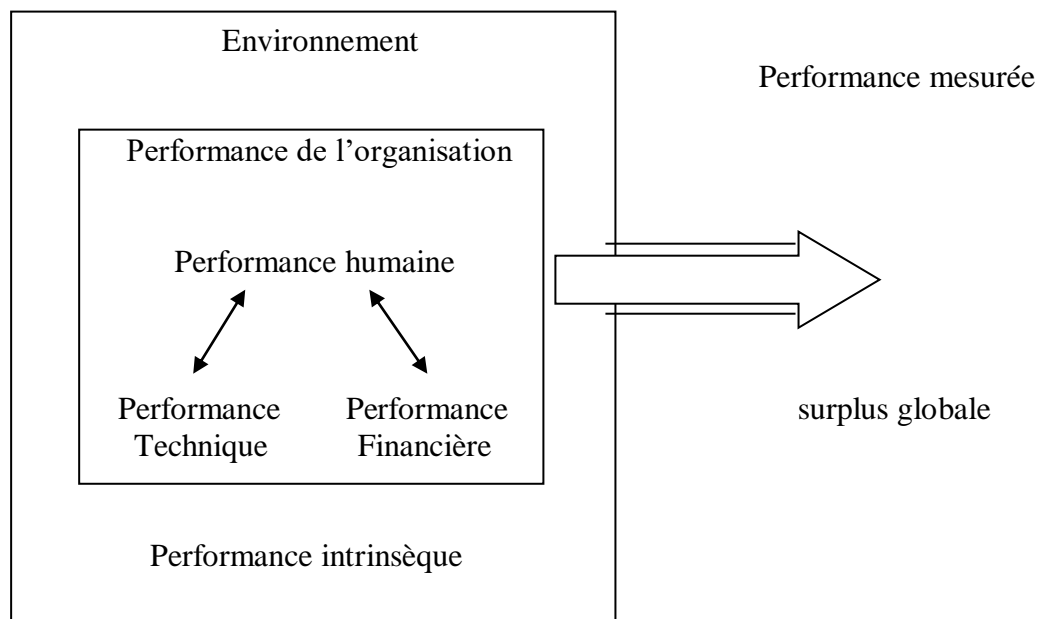 Environnement
Performance mesurée
Performance de l’organisation
Performance humaine
Performance
Technique
Performance
Financière
surplus globale
Performance intrinsèque